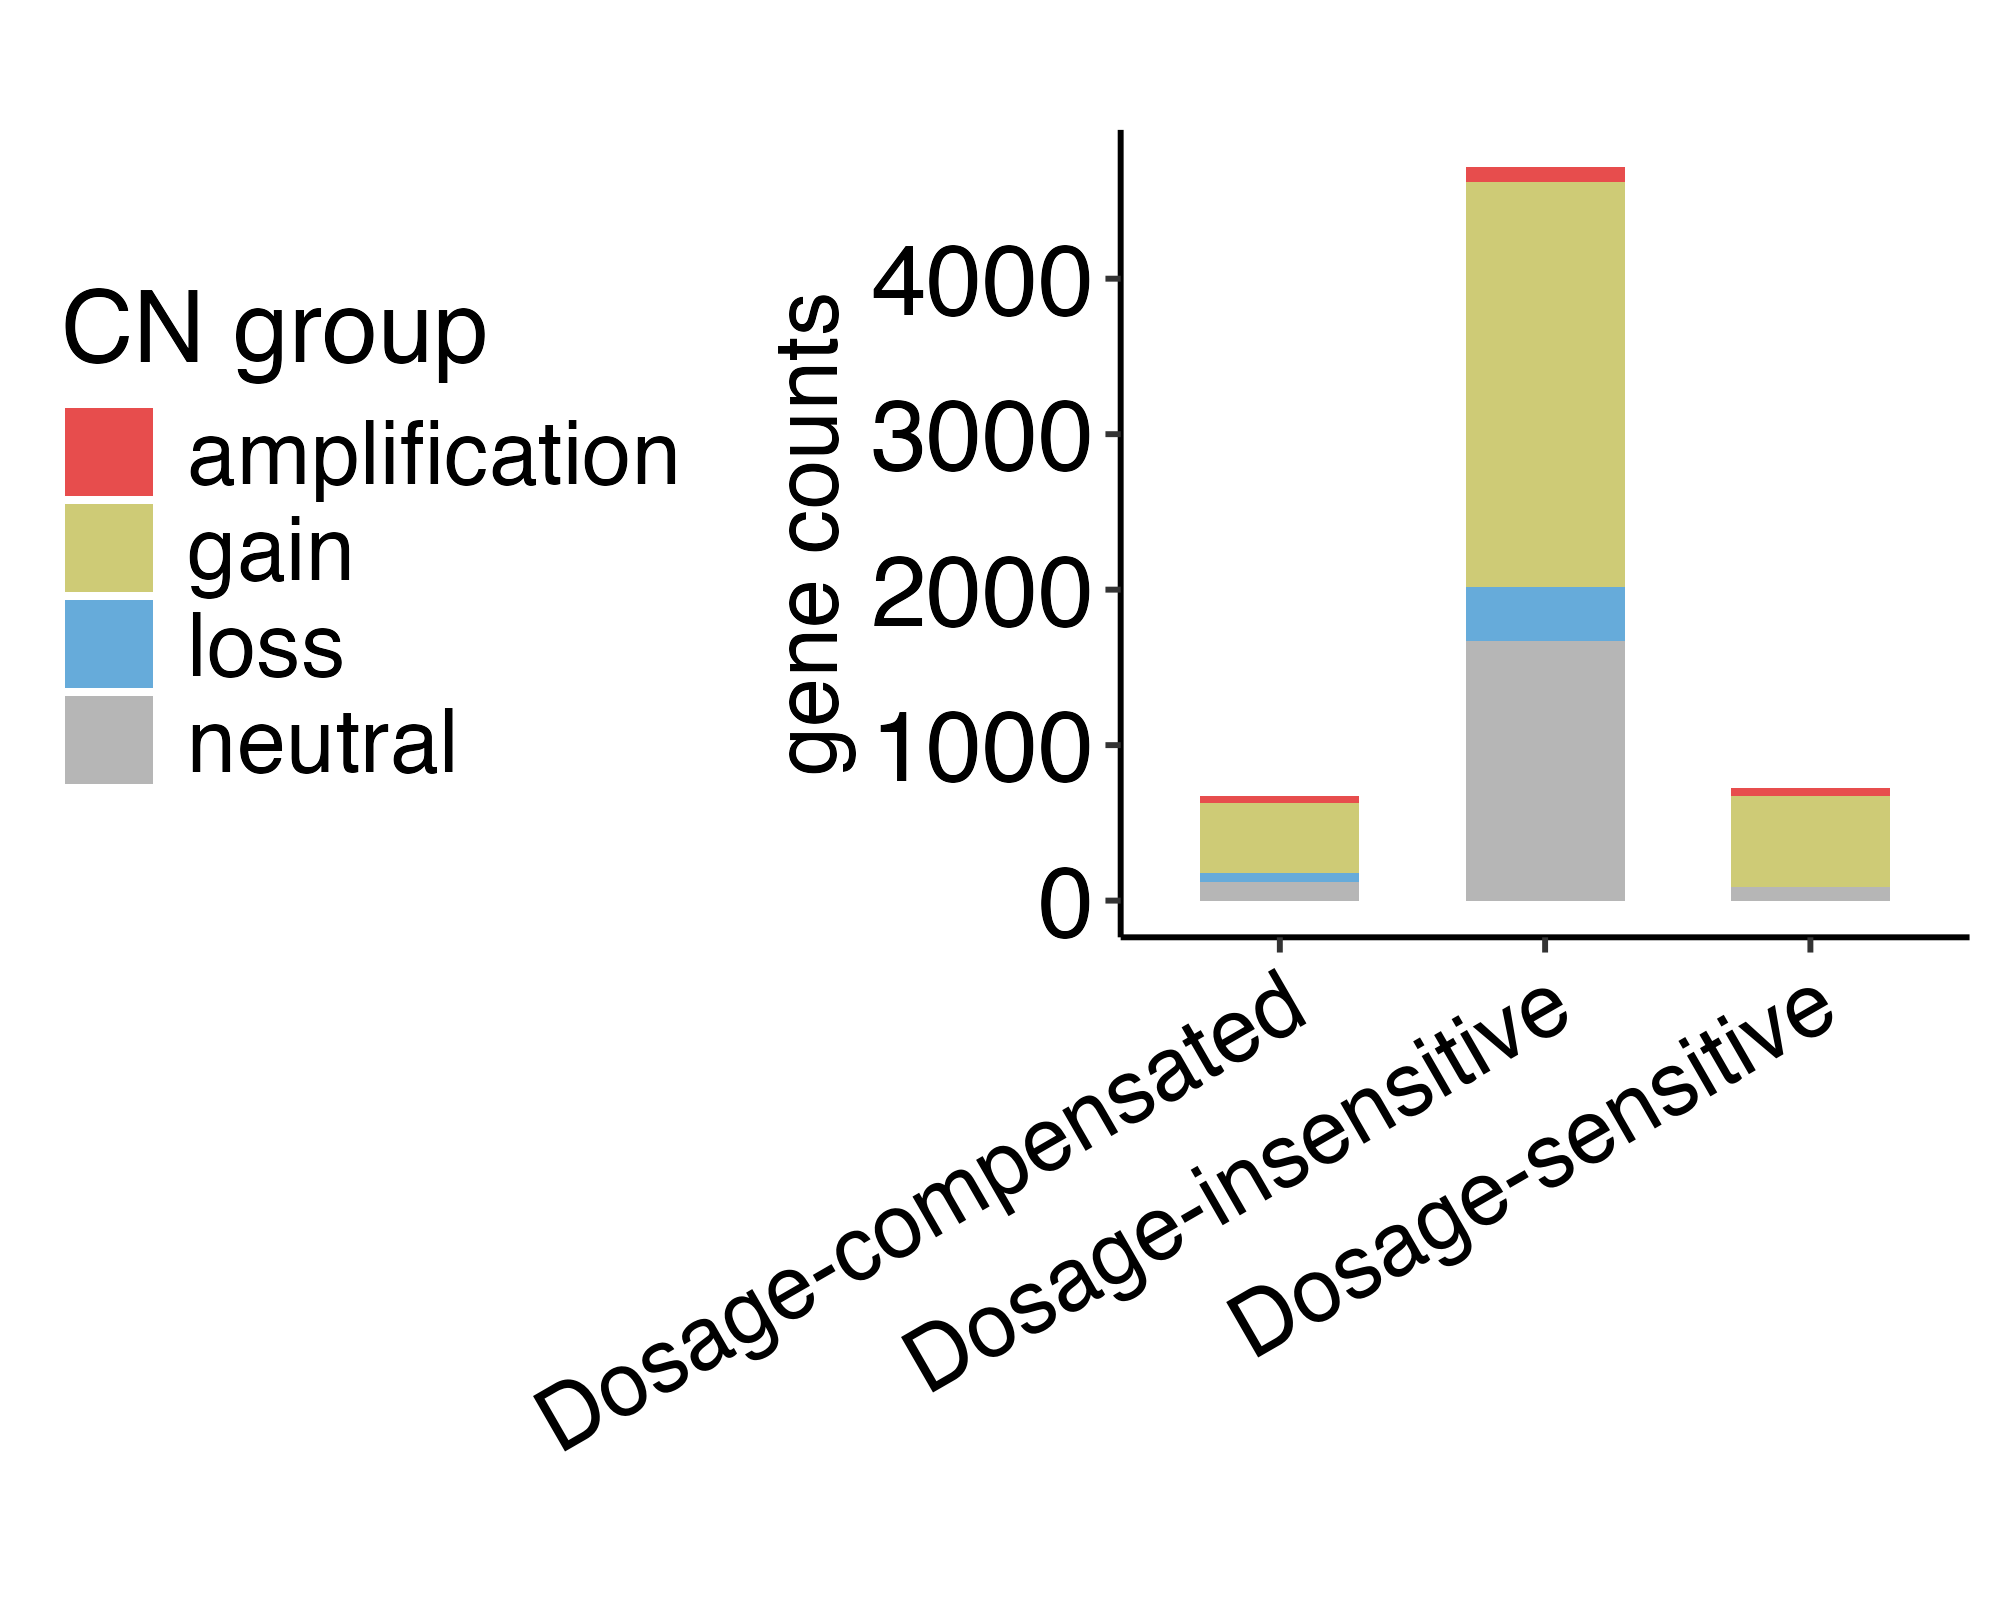 CN group
amplification
gain
loss
neutral
gene counts
4000
3000
2000
1000
0
Dosage-compensated
Dosage-insensitive
Dosage-sensitive